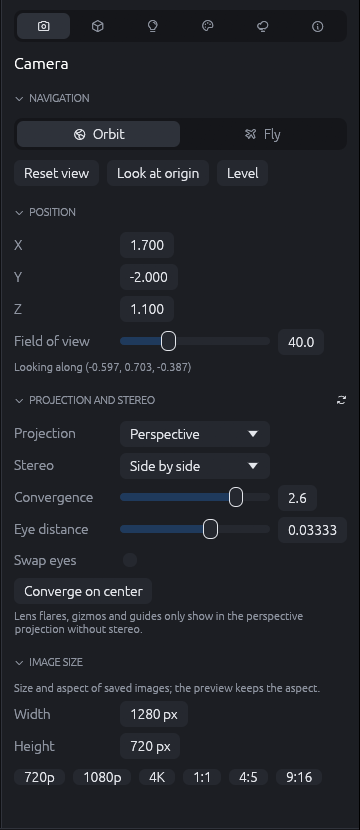 Camera
NAVIGATION
Orbit Fly
Reset view Look at origin Level
POSITION
X 1.700
Y -2.000
Z 1.100
Field of view 40.0
Looking along (-0.597, 0.703, -0.387)
PROJECTION AND STEREO
Projection Perspective
Stereo Side by side
Convergence 2.6
Eye distance 0.03333
Swap eyes
Converge on center
Lens flares, gizmos and guides only show in the perspective
projection without stereo.
IMAGE SIZE
Size and aspect of saved images; the preview keeps the aspect.
Width 1280 px
Height 720 px
720p 1080p 4K 1:1 4:5 9:16